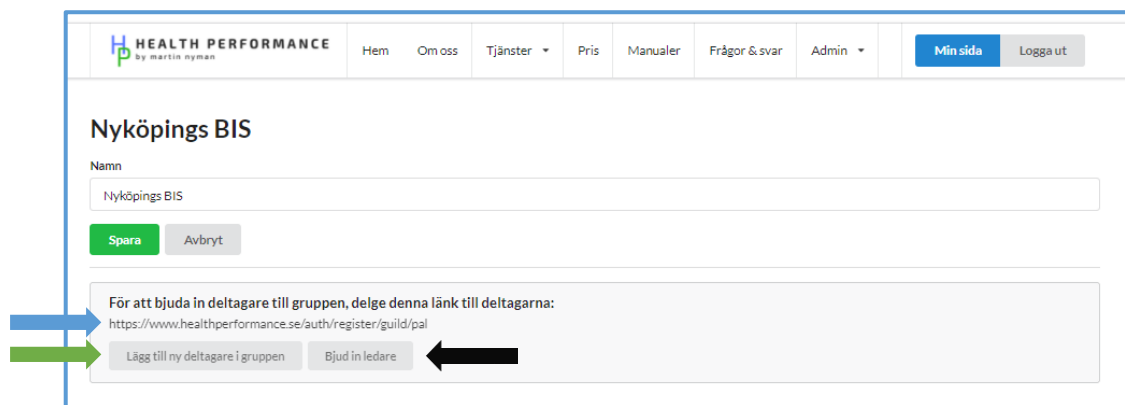 HEALTH PERFORMANCE
by martin nyman
Hem Om oss Tjänster Pris Manualer Frågor & svar Admin Min sida Logga ut
Nyköpings BIS
Namn
Nyköpings BIS
Spara Avbryt
För att bjuda in deltagare till gruppen, delge denna länk till deltagarna:
https://www.healthperformance.se/auth/register/guild/pal
Lägg till ny deltagare i gruppen Bjud in ledare